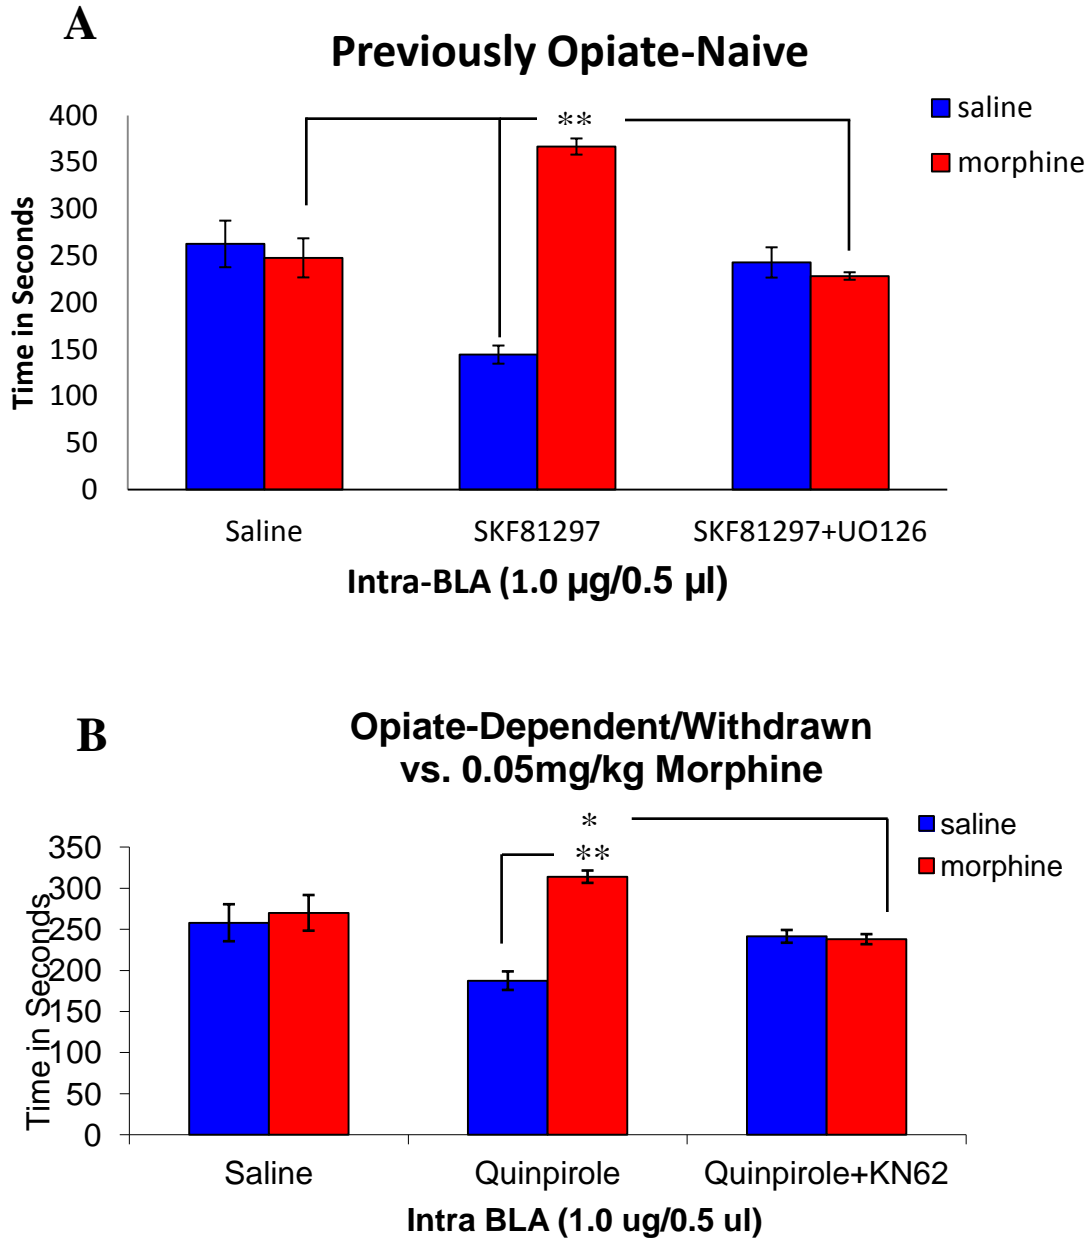 A
Previously Opiate-Naive
saline
morphine
**
400
350
300
250
200
150
100
50
0
Time in Seconds
Saline SKF81297 SKF81297+UO126
Intra-BLA (1.0 µg/0.5 µl)
B
Opiate-Dependent/Withdrawn
vs. 0.05mg/kg Morphine
saline
morphine
*
**
350
300
250
200
150
100
50
0
Time in Seconds
Saline Quinpirole Quinpirole+KN62
Intra BLA (1.0 ug/0.5 ul)